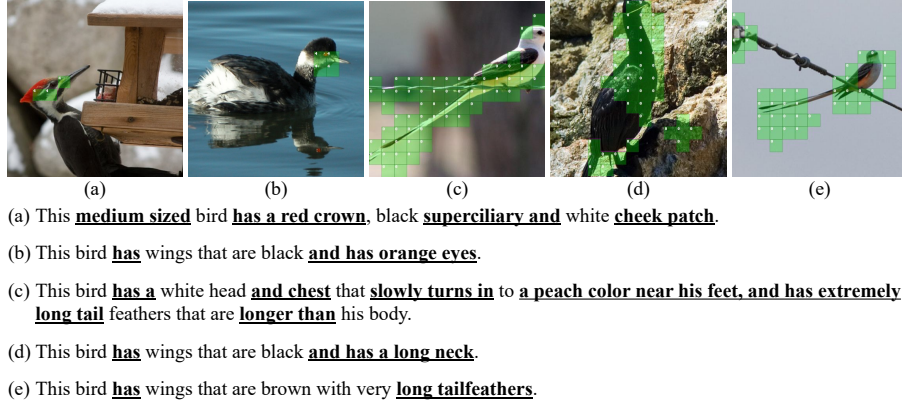 (a) (b) (c) (d) (e)
(a) This medium sized bird has a red crown, black superciliary and white cheek patch.
(b) This bird has wings that are black and has orange eyes.
(c) This bird has a white head and chest that slowly turns in to a peach color near his feet, and has extremely
long tail feathers that are longer than his body.
(d) This bird has wings that are black and has a long neck.
(e) This bird has wings that are brown with very long tailfeathers.